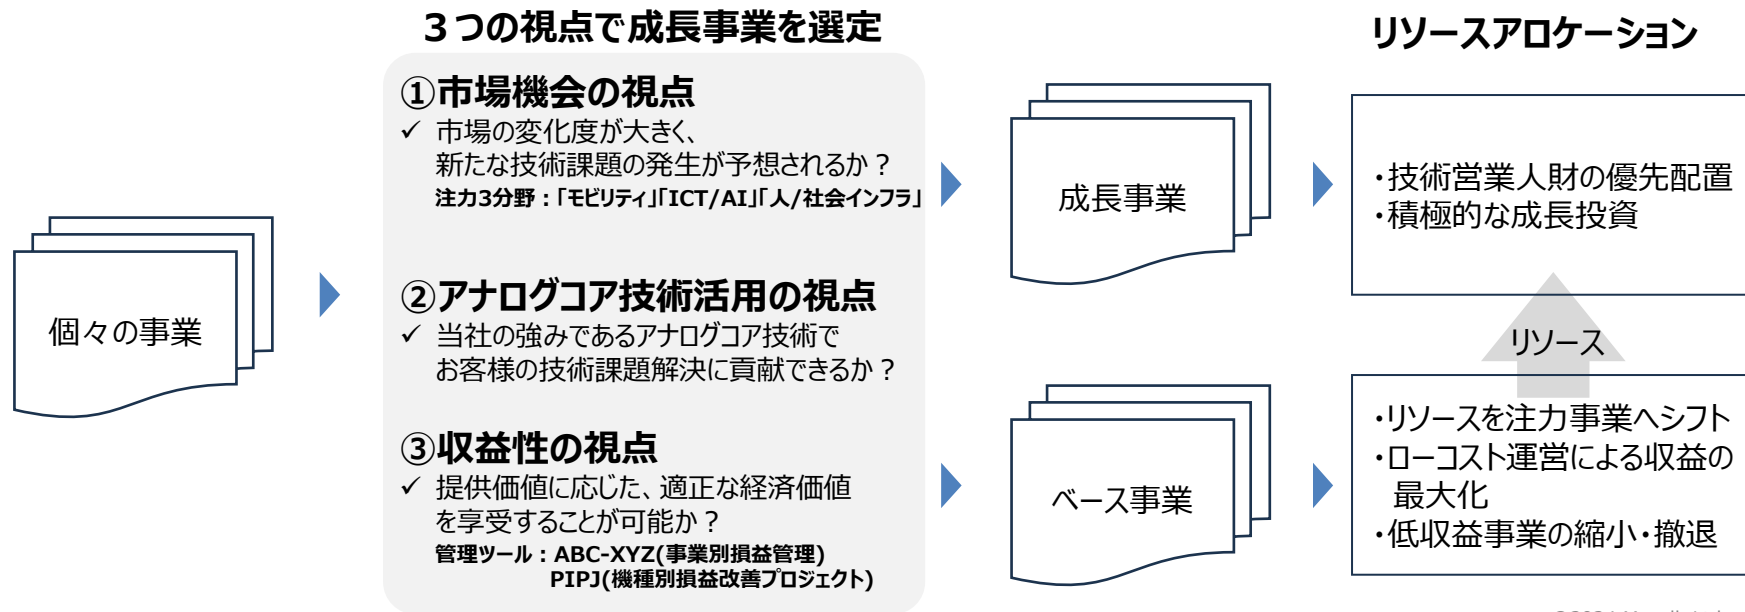 3つの視点で成長事業を選定
リソースアロケーション
個々の事業
①市場機会の視点
✓ 市場の変化度が大きく、
新たな技術課題の発生が予想されるか？
注力3分野：「モビリティ」「ICT/AI」「人/社会インフラ」
②アナログコア技術活用の視点
✓ 当社の強みであるアナログコア技術で
お客様の技術課題解決に貢献できるか？
③収益性の視点
✓ 提供価値に応じた、適正な経済価値
を享受することが可能か？
管理ツール：ABC-XYZ(事業別損益管理)
PIPJ(機種別損益改善プロジェクト)
成長事業
・技術営業人財の優先配置
・積極的な成長投資
リソース
ベース事業
・リソースを注力事業へシフト
・ローコスト運営による収益の
最大化
・低収益事業の縮小・撤退